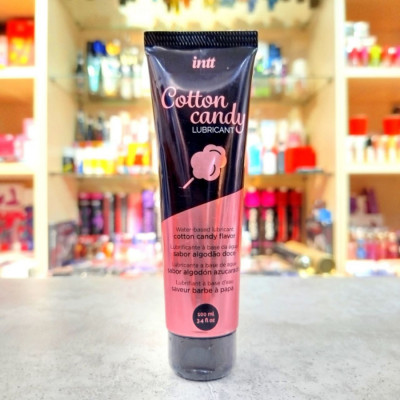 intt
Cotton
candy
LUBRICANT
Water-based lubricant
cotton candy flavor
Lubrificante à base de água
sabor algodão doce
Lubricante a base de agua
sabor algodón azucarado
Lubrifiant à base d'eau
saveur barbe à papa
100 ml
3.4 fl oz